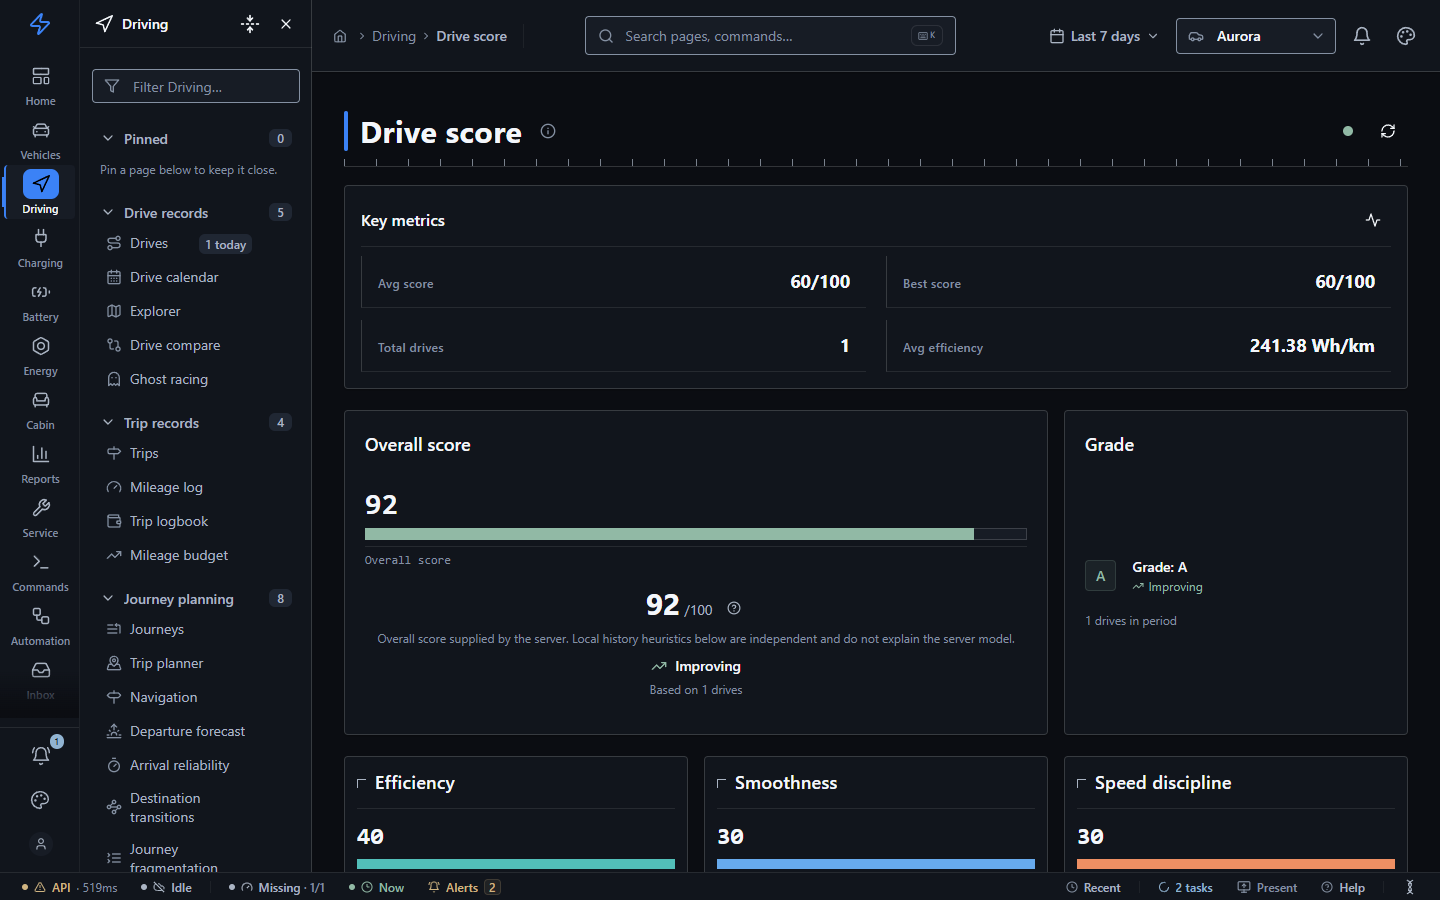 Driving
Driving
Drive score
Search pages, commands...
K
Last 7 days
Aurora
Home
Vehicles
Driving
Charging
Battery
Energy
Cabin
Reports
Service
Commands
Automation
Inbox
1
Filter Driving...
Pinned
0
Pin a page below to keep it close.
Drive records
5
Drives
1 today
Drive calendar
Explorer
Drive compare
Ghost racing
Trip records
4
Trips
Mileage log
Trip logbook
Mileage budget
Journey planning
8
Journeys
Trip planner
Navigation
Departure forecast
Arrival reliability
Destination
transitions
Journey
fragmentation
Drive score
Key metrics
Avg score
60/100
Best score
60/100
Total drives
1
Avg efficiency
241.38 Wh/km
Overall score
92
Overall score
92 /100
Overall score supplied by the server. Local history heuristics below are independent and do not explain the server model.
Improving
Based on 1 drives
Grade
A
Grade: A
Improving
1 drives in period
Efficiency
40
Smoothness
30
Speed discipline
30
API · 519ms
Idle
Missing · 1/1
Now
Alerts 2
Recent
2 tasks
Present
Help